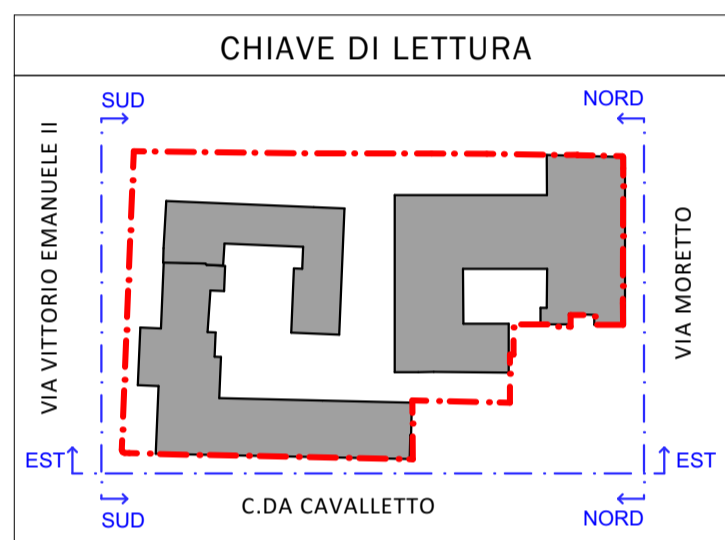 CHIAVE DI LETTURA
SUD
NORD
VIA VITTORIO EMANUELE II
VIA MORETTO
EST
EST
SUD
C.DA CAVALLETTO
NORD